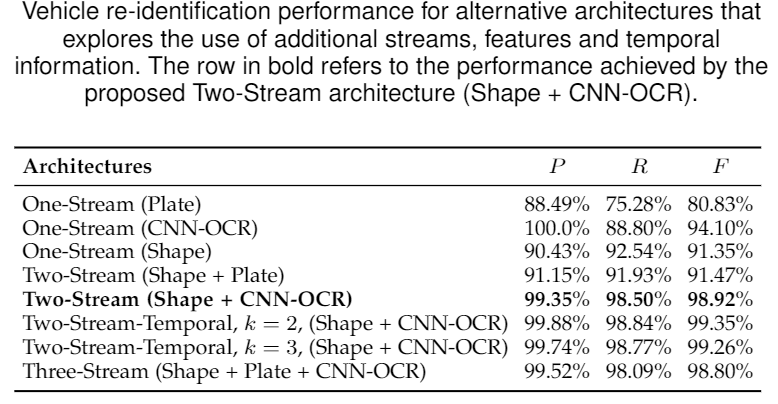 Vehicle re-identification performance for alternative architectures that
explores the use of additional streams, features and temporal
information. The row in bold refers to the performance achieved by the
proposed Two-Stream architecture (Shape + CNN-OCR).
Architectures P R F
One-Stream (Plate) 88.49% 75.28% 80.83%
One-Stream (CNN-OCR) 100.0% 88.80% 94.10%
One-Stream (Shape) 90.43% 92.54% 91.35%
Two-Stream (Shape + Plate) 91.15% 91.93% 91.47%
Two-Stream (Shape + CNN-OCR) 99.35% 98.50% 98.92%
Two-Stream-Temporal, k = 2, (Shape + CNN-OCR) 99.88% 98.84% 99.35%
Two-Stream-Temporal, k = 3, (Shape + CNN-OCR) 99.74% 98.77% 99.26%
Three-Stream (Shape + Plate + CNN-OCR) 99.52% 98.09% 98.80%